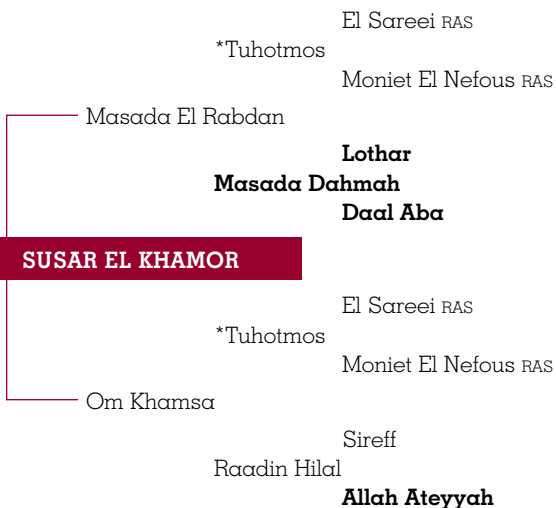 El Sareei RAS
*Tuhotmos
Moniet El Nefous RAS
Masada El Rabdan
Lothar
Masada Dahmah
Daal Aba
SUSAR EL KHAMOR
El Sareei RAS
*Tuhotmos
Moniet El Nefous RAS
Om Khamsa
Sireff
Raadin Hilal
Allah Ateyyah